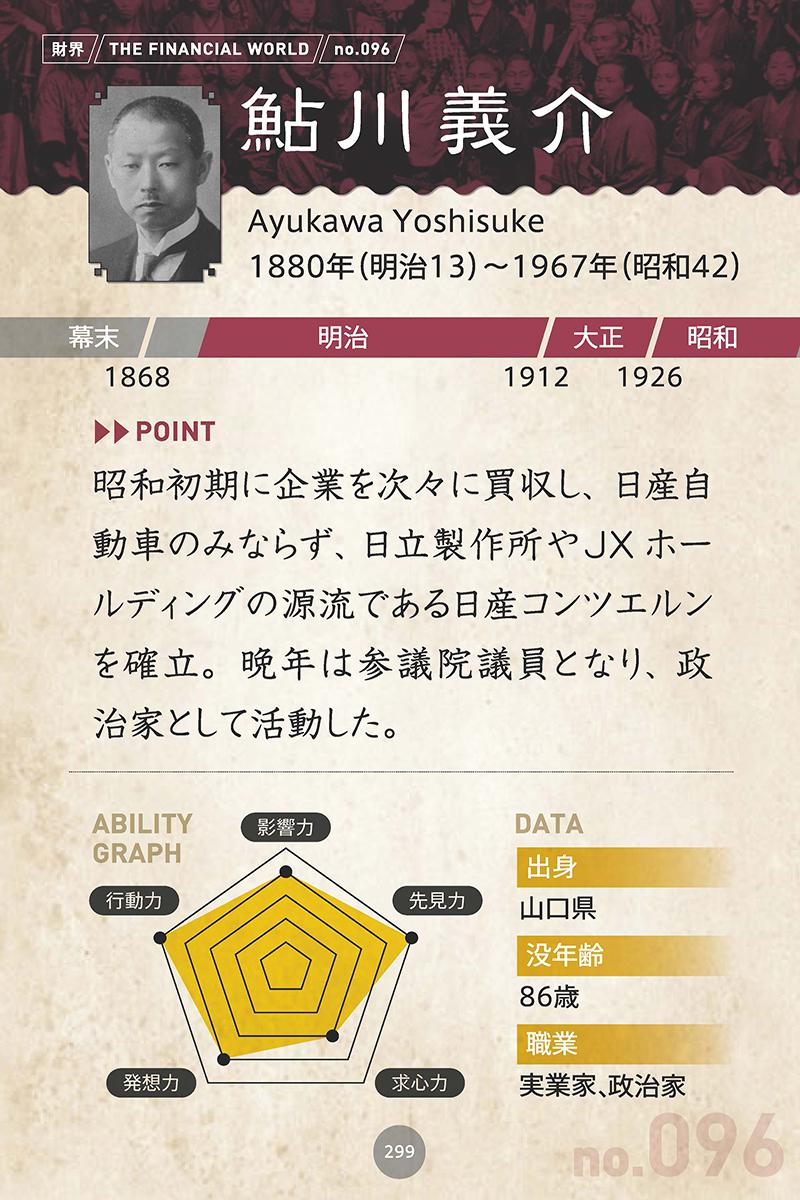 財界 THE FINANCIAL WORLD no.096
鮎川義介
Ayukawa Yoshisuke
1880年(明治13)～1967年(昭和42)
幕末 明治 大正 昭和
1868 1912 1926
POINT
昭和初期に企業を次々に買収し、日産自
動車のみならず、日立製作所やJXホー
ルディングの源流である日産コンツエルン
を確立。晩年は参議院議員となり、政
治家として活動した。
ABILITY
GRAPH
影響力
行動力
先見力
発想力
求心力
DATA
出身
山口県
没年齢
86歳
職業
実業家、政治家
299
no.096